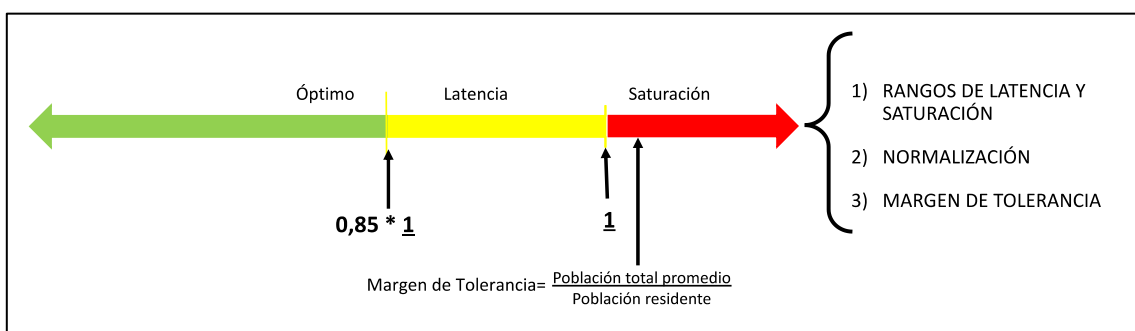 Óptimo
Latencia
Saturación
0,85 * 1
1
Margen de Tolerancia= Población total promedio
Población residente
1) RANGOS DE LATENCIA Y
SATURACIÓN
2) NORMALIZACIÓN
3) MARGEN DE TOLERANCIA